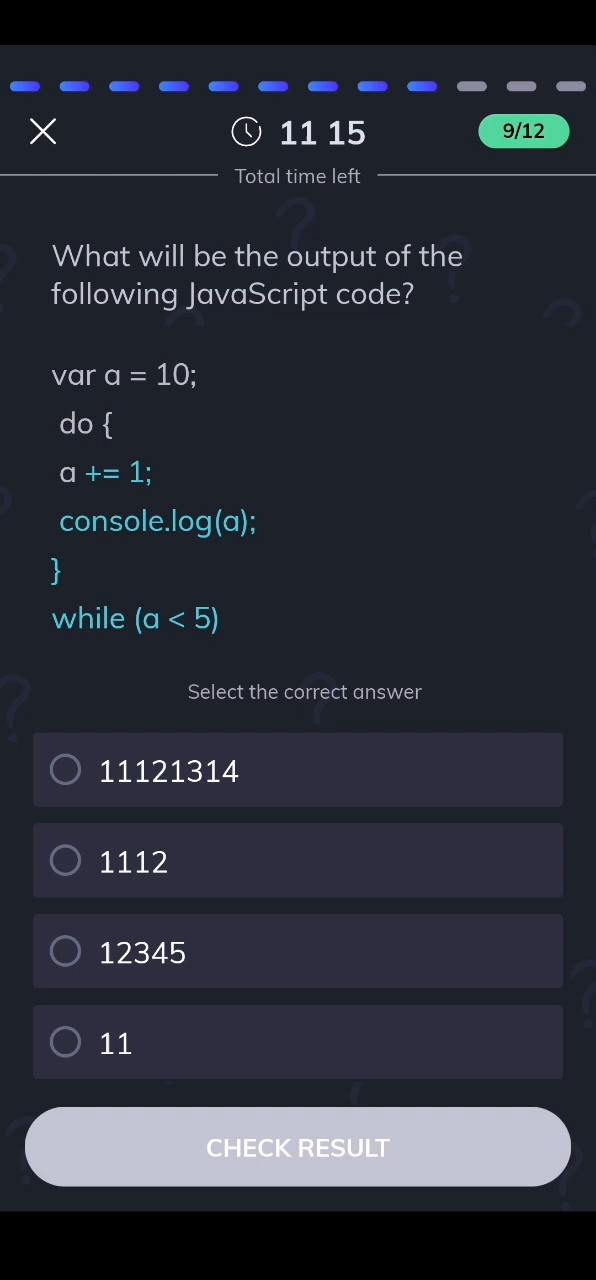 11 15
9/12
Total time left
What will be the output of the
following JavaScript code?
var a = 10;
do {
a += 1;
console.log(a);
}
while (a < 5)
Select the correct answer
11121314
1112
12345
11
CHECK RESULT